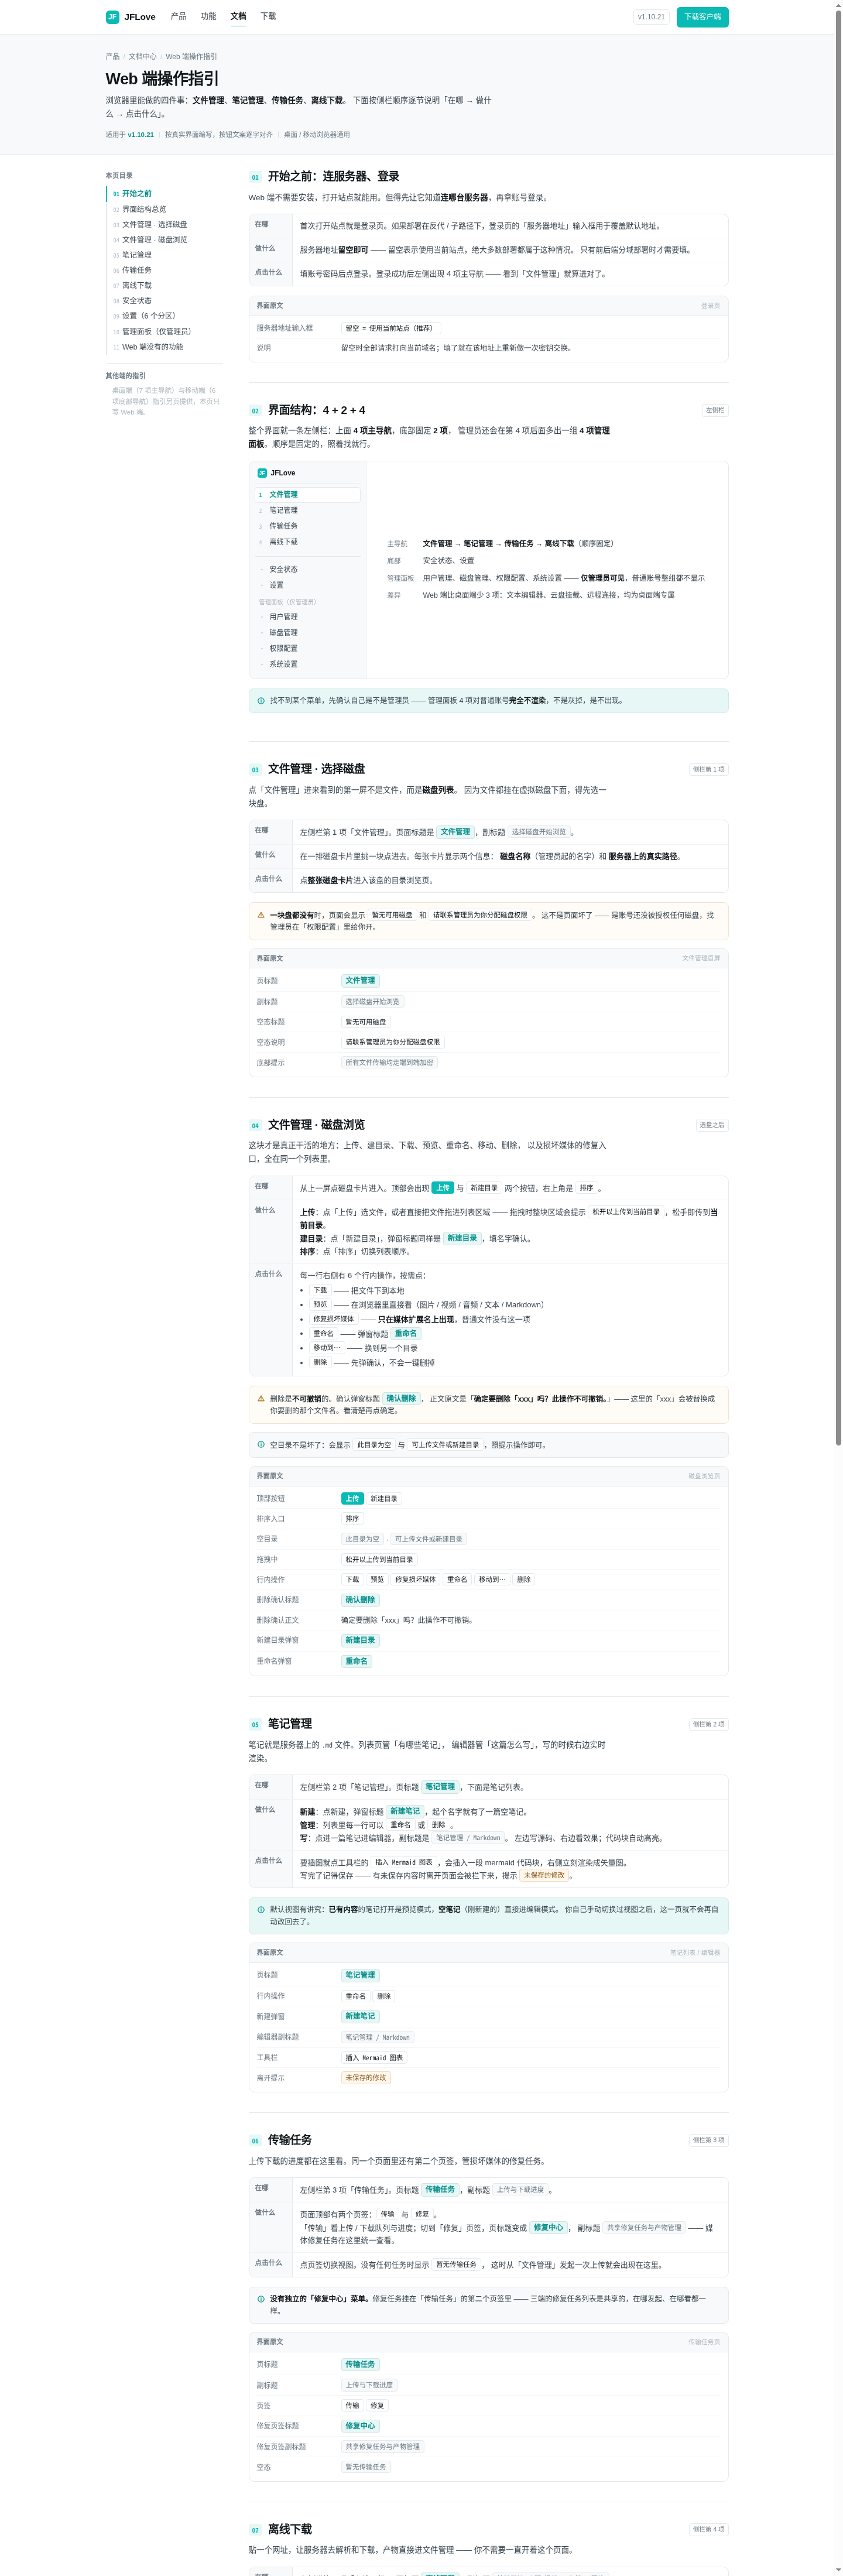 JF JFLove 产品 功能 文档 下载 v1.10.21 下载客户端
产品 / 文档中心 / Web 端操作指引
Web 端操作指引
浏览器里能做的四件事：文件管理、笔记管理、传输任务、离线下载。 下面按侧栏顺序逐节说明「在哪 → 做什
么 → 点击什么」。
适用于 v1.10.21 按真实界面编写，按钮文案逐字对齐 桌面 / 移动浏览器通用
本页目录
01 开始之前
02 界面结构总览
03 文件管理 · 选择磁盘
04 文件管理 · 磁盘浏览
05 笔记管理
06 传输任务
07 离线下载
08 安全状态
09 设置（6 个分区）
10 管理面板（仅管理员）
11 Web 端没有的功能
其他端的指引
桌面端（7 项主导航）与移动端（6
项底部导航）指引另页提供，本页只
写 Web 端。
01 开始之前：连服务器、登录
Web 端不需要安装，打开站点就能用。但得先让它知道连哪台服务器，再拿账号登录。
在哪 首次打开站点就是登录页。如果部署在反代 / 子路径下，登录页的「服务器地址」输入框用于覆盖默认地址。
做什么 服务器地址留空即可 —— 留空表示使用当前站点，绝大多数部署都属于这种情况。 只有前后端分域部署时才需要填。
点击什么 填账号密码后点登录。登录成功后左侧出现 4 项主导航 —— 看到「文件管理」就算进对了。
界面原文 登录页
服务器地址输入框 留空 = 使用当前站点（推荐）
说明 留空时全部请求打向当前域名；填了就在该地址上重新做一次密钥交换。
02 界面结构：4 + 2 + 4 左侧栏
整个界面就一条左侧栏：上面 4 项主导航，底部固定 2 项， 管理员还会在第 4 项后面多出一组 4 项管理
面板。顺序是固定的，照着找就行。
JF JFLove
1 文件管理
2 笔记管理
3 传输任务
4 离线下载
· 安全状态
· 设置
管理面板（仅管理员）
· 用户管理
· 磁盘管理
· 权限配置
· 系统设置
主导航 文件管理 → 笔记管理 → 传输任务 → 离线下载（顺序固定）
底部 安全状态、设置
管理面板 用户管理、磁盘管理、权限配置、系统设置 —— 仅管理员可见，普通账号整组都不显示
差异 Web 端比桌面端少 3 项：文本编辑器、云盘挂载、远程连接，均为桌面端专属
找不到某个菜单，先确认自己是不是管理员 —— 管理面板 4 项对普通账号完全不渲染，不是灰掉，是不出现。
03 文件管理 · 选择磁盘 侧栏第 1 项
点「文件管理」进来看到的第一屏不是文件，而是磁盘列表。 因为文件都挂在虚拟磁盘下面，得先选一
块盘。
在哪 左侧栏第 1 项「文件管理」。页面标题是 文件管理 ，副标题 选择磁盘开始浏览 。
做什么 在一排磁盘卡片里挑一块点进去。每张卡片显示两个信息： 磁盘名称（管理员起的名字）和 服务器上的真实路径。
点击什么 点整张磁盘卡片进入该盘的目录浏览页。
一块盘都没有时，页面会显示 暂无可用磁盘 和 请联系管理员为你分配磁盘权限 。 这不是页面坏了 —— 是账号还没被授权任何磁盘，找
管理员在「权限配置」里给你开。
界面原文 文件管理首屏
页标题 文件管理
副标题 选择磁盘开始浏览
空态标题 暂无可用磁盘
空态说明 请联系管理员为你分配磁盘权限
底部提示 所有文件传输均走端到端加密
04 文件管理 · 磁盘浏览 选盘之后
这块才是真正干活的地方：上传、建目录、下载、预览、重命名、移动、删除， 以及损坏媒体的修复入
口，全在同一个列表里。
在哪 从上一屏点磁盘卡片进入。顶部会出现 上传 与 新建目录 两个按钮，右上角是 排序 。
做什么 上传：点「上传」选文件，或者直接把文件拖进列表区域 —— 拖拽时整块区域会提示 松开以上传到当前目录 ，松手即传到当
前目录。
建目录：点「新建目录」，弹窗标题同样是 新建目录 ，填名字确认。
排序：点「排序」切换列表顺序。
点击什么 每一行右侧有 6 个行内操作，按需点：
• 下载 —— 把文件下到本地
• 预览 —— 在浏览器里直接看（图片 / 视频 / 音频 / 文本 / Markdown）
• 修复损坏媒体 —— 只在媒体扩展名上出现，普通文件没有这一项
• 重命名 —— 弹窗标题 重命名
• 移动到… —— 换到另一个目录
• 删除 —— 先弹确认，不会一键删掉
删除是不可撤销的。确认弹窗标题 确认删除 ， 正文原文是「确定要删除「xxx」吗？此操作不可撤销。」—— 这里的「xxx」会被替换成
你要删的那个文件名。看清楚再点确定。
空目录不是坏了：会显示 此目录为空 与 可上传文件或新建目录 ，照提示操作即可。
界面原文 磁盘浏览页
顶部按钮 上传 新建目录
排序入口 排序
空目录 此目录为空 · 可上传文件或新建目录
拖拽中 松开以上传到当前目录
行内操作 下载 预览 修复损坏媒体 重命名 移动到… 删除
删除确认标题 确认删除
删除确认正文 确定要删除「xxx」吗？此操作不可撤销。
新建目录弹窗 新建目录
重命名弹窗 重命名
05 笔记管理 侧栏第 2 项
笔记就是服务器上的 .md 文件。列表页管「有哪些笔记」， 编辑器管「这篇怎么写」，写的时候右边实时
渲染。
在哪 左侧栏第 2 项「笔记管理」。页标题 笔记管理 ，下面是笔记列表。
做什么 新建：点新建，弹窗标题 新建笔记 ，起个名字就有了一篇空笔记。
管理：列表里每一行可以 重命名 或 删除 。
写：点进一篇笔记进编辑器，副标题是 笔记管理 / Markdown 。 左边写源码、右边看效果；代码块自动高亮。
点击什么 要插图就点工具栏的 插入 Mermaid 图表 ，会插入一段 mermaid 代码块，右侧立刻渲染成矢量图。
写完了记得保存 —— 有未保存内容时离开页面会被拦下来，提示 未保存的修改 。
默认视图有讲究：已有内容的笔记打开是预览模式，空笔记（刚新建的）直接进编辑模式。 你自己手动切换过视图之后，这一页就不会再自
动改回去了。
界面原文 笔记列表 / 编辑器
页标题 笔记管理
行内操作 重命名 删除
新建弹窗 新建笔记
编辑器副标题 笔记管理 / Markdown
工具栏 插入 Mermaid 图表
离开提示 未保存的修改
06 传输任务 侧栏第 3 项
上传下载的进度都在这里看。同一个页面里还有第二个页签，管损坏媒体的修复任务。
在哪 左侧栏第 3 项「传输任务」。页标题 传输任务 ，副标题 上传与下载进度 。
做什么 页面顶部有两个页签： 传输 与 修复 。
「传输」看上传 / 下载队列与进度；切到「修复」页签，页标题变成 修复中心 ， 副标题 共享修复任务与产物管理 —— 媒
体修复任务在这里统一查看。
点击什么 点页签切换视图。没有任何任务时显示 暂无传输任务 ， 这时从「文件管理」发起一次上传就会出现在这里。
没有独立的「修复中心」菜单。修复任务挂在「传输任务」的第二个页签里 —— 三端的修复任务列表是共享的，在哪发起、在哪看都一
样。
界面原文 传输任务页
页标题 传输任务
副标题 上传与下载进度
页签 传输 修复
修复页签标题 修复中心
修复页签副标题 共享修复任务与产物管理
空态 暂无传输任务
07 离线下载 侧栏第 4 项
贴一个网址，让服务器去解析和下载，产物直接进文件管理 —— 你不需要一直开着这个页面。